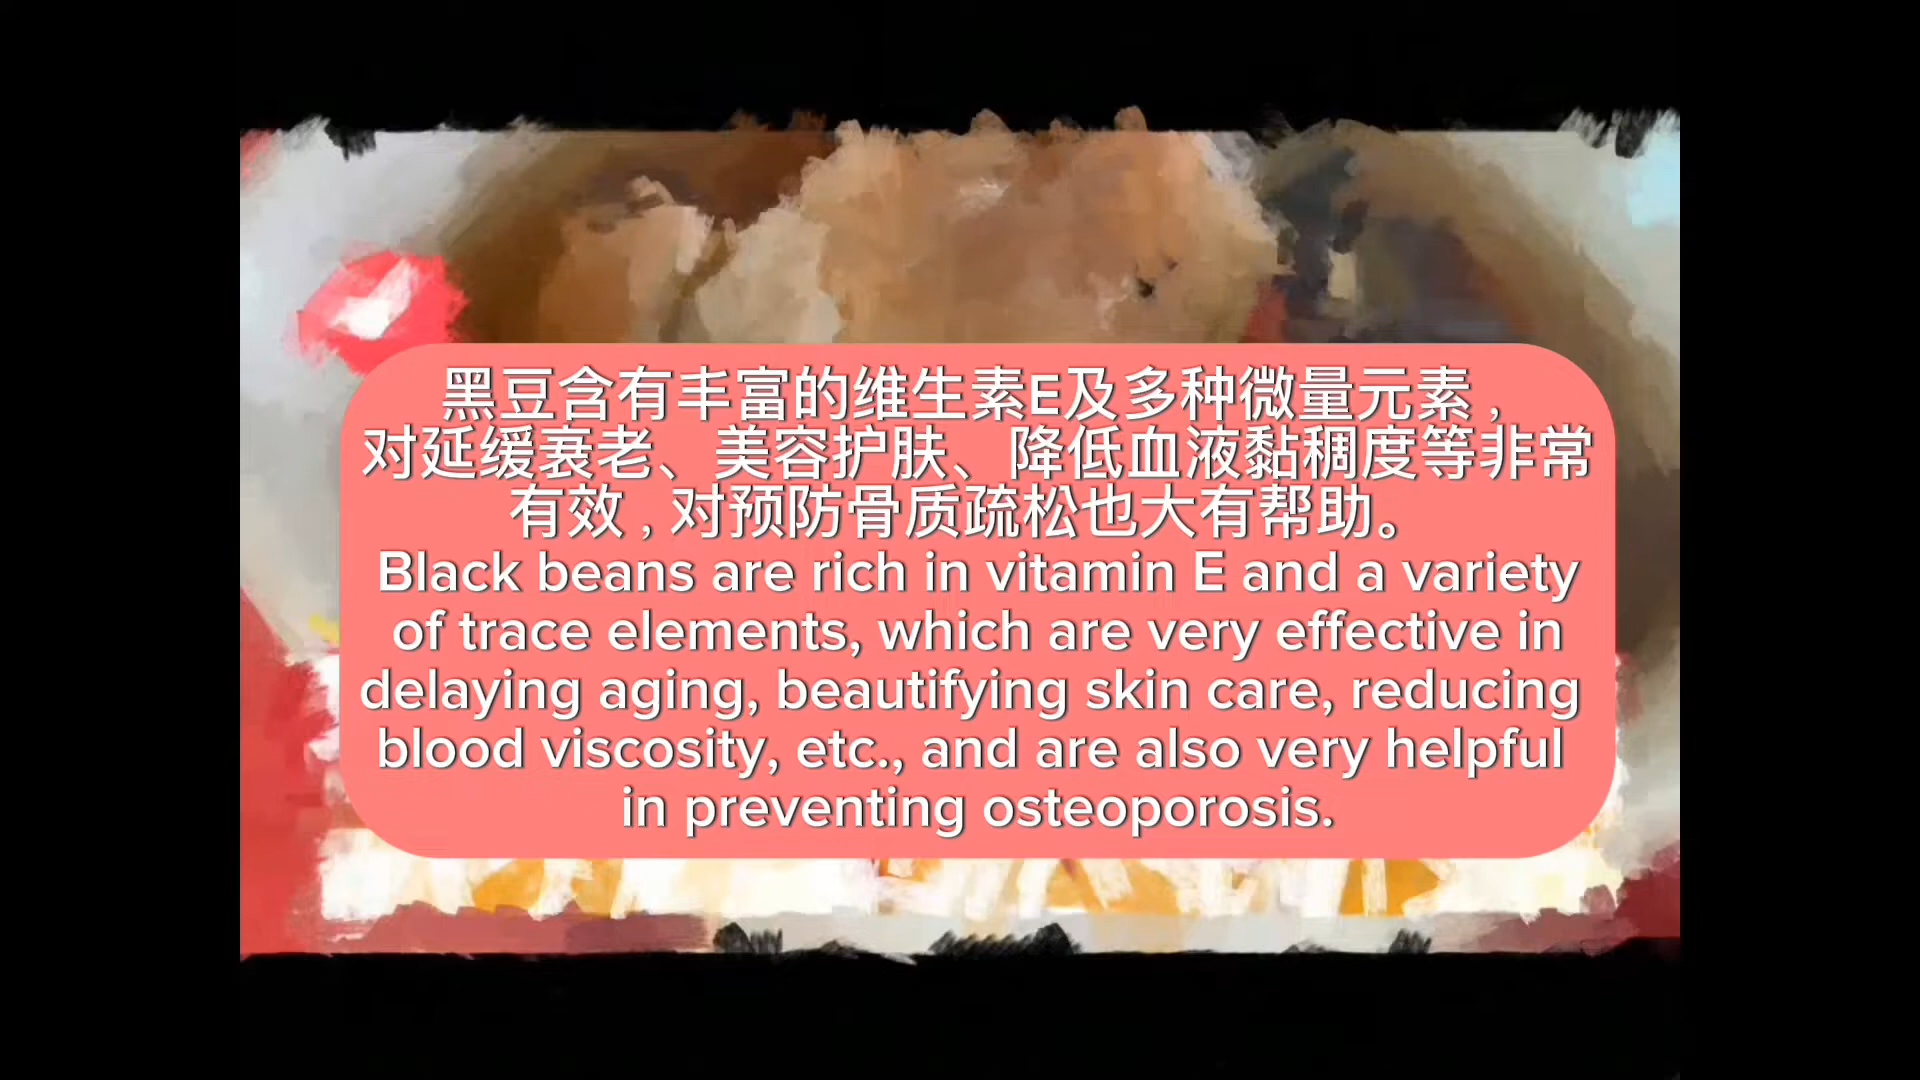 黑豆含有丰富的维生素E及多种微量元素，
对延缓衰老、美容护肤、降低血液黏稠度等非常
有效，对预防骨质疏松也大有帮助。
Black beans are rich in vitamin E and a variety
of trace elements, which are very effective in
delaying aging, beautifying skin care, reducing
blood viscosity, etc., and are also very helpful
in preventing osteoporosis.